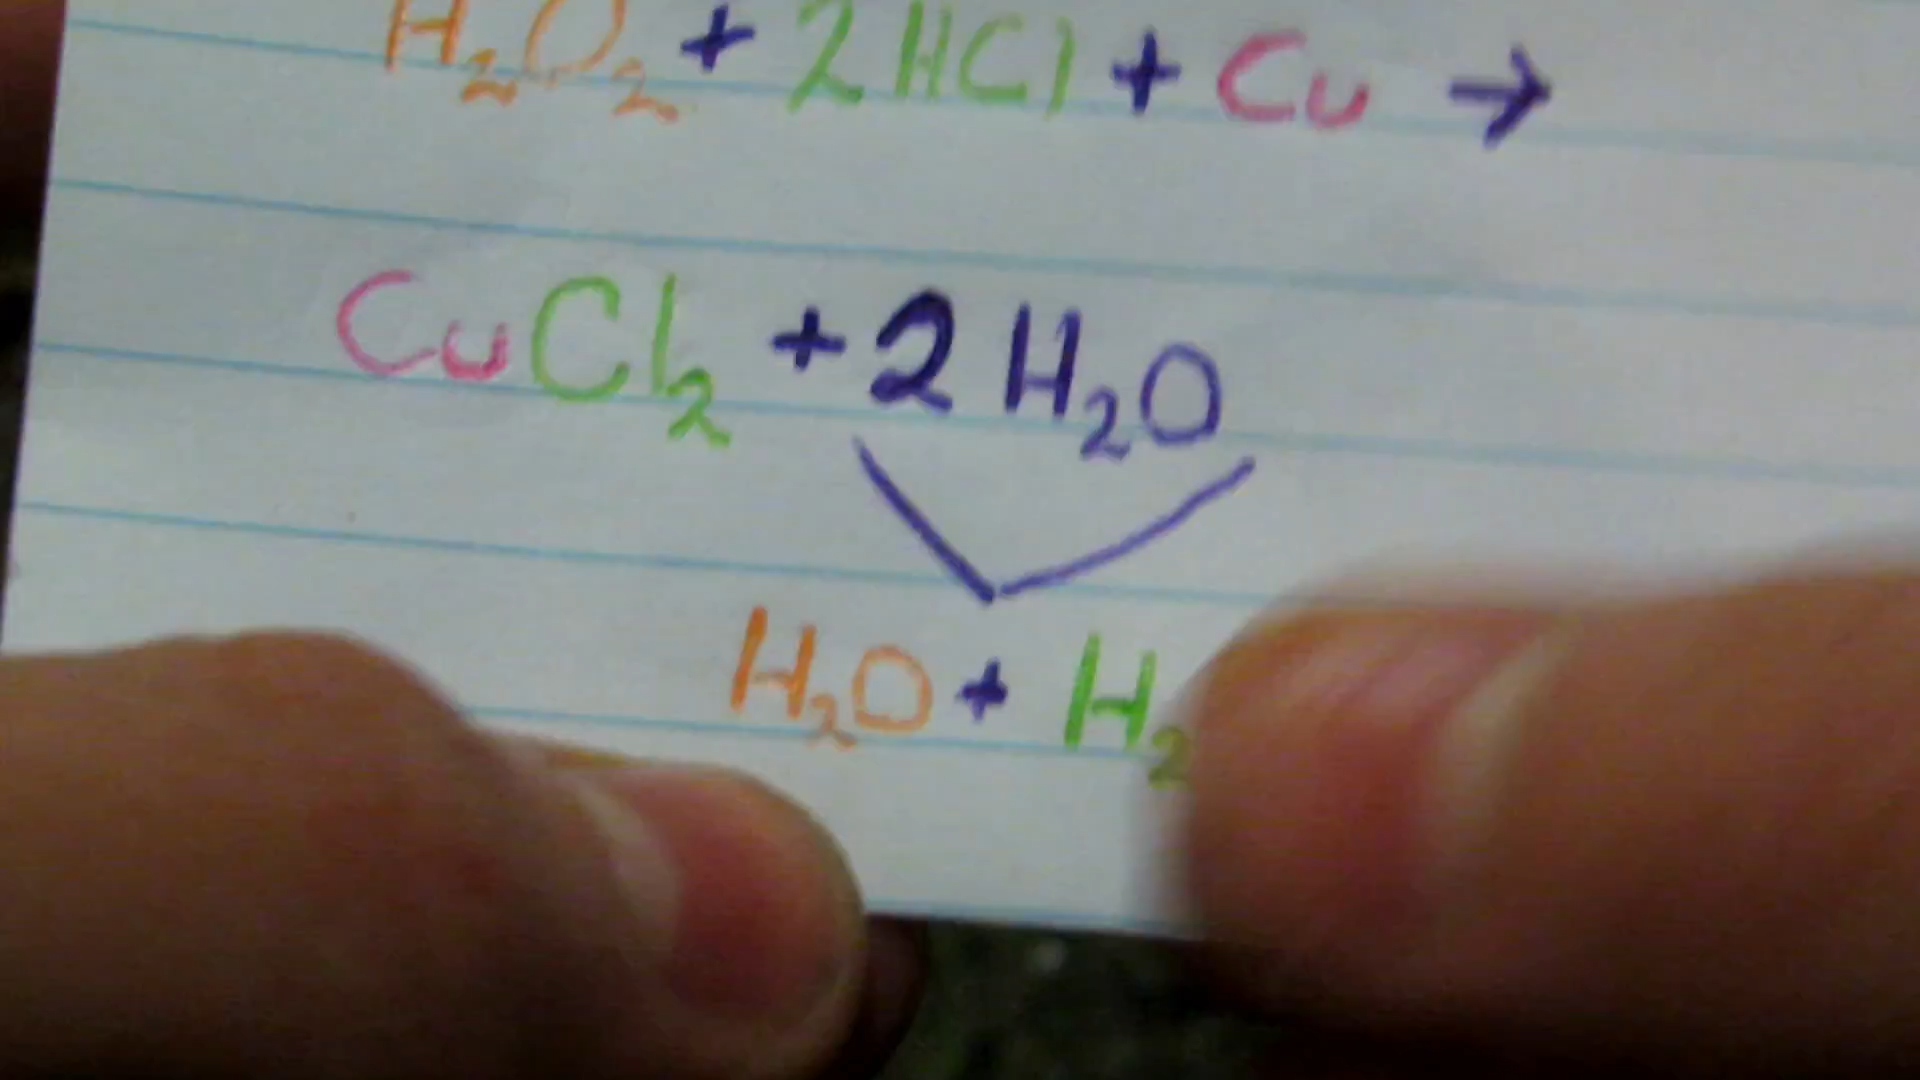 H₂O₂ + 2HCl + Cu →
CuCl₂ + 2H₂O
H₂O + H₂